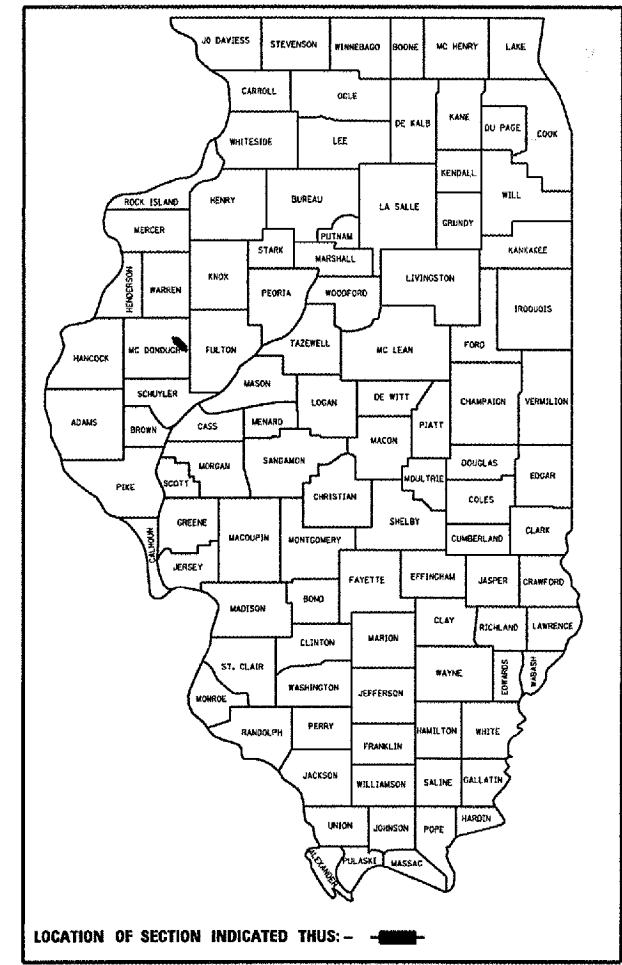 JO DAVIESS STEVENSON WINNEBAGO BOONE MC HENRY LAKE
CARROLL OGLE DE KALB KANE DU PAGE COOK
WHITESIDE LEE
KENDALL WILL
ROCK ISLAND HENRY BUREAU LA SALLE GRUNDY
MERCER PUTNAM
STARK MARSHALL KANKAKEE
HENDERSON WARREN KNOX PEORIA WOODFORD LIVINGSTON IROQUOIS
HANCOCK MC DONOUGH FULTON TAZEWELL MC LEAN FORD
MASON
SCHUYLER LOGAN DE WITT CHAMPAIGN VERMILION
ADAMS BROWN CASS MENARD MACON PIATT
MORGAN SANGAMON DOUGLAS
PIKE SCOTT CHRISTIAN MOULTRIE COLES EDGAR
GREENE MACOUPIN SHELBY
CALHOUN MONTGOMERY CUMBERLAND CLARK
JERSEY
FAYETTE EFFINGHAM JASPER CRAWFORD
MADISON BOND
CLAY RICHLAND LAWRENCE
CLINTON MARION
ST. CLAIR WAYNE EDWARDS WABASH
MONROE WASHINGTON JEFFERSON
RANDOLPH PERRY HAMILTON WHITE
FRANKLIN
JACKSON WILLIAMSON SALINE GALLATIN
UNION JOHNSON POPE HARDIN
ALEXANDER PULASKI MASSAC
LOCATION OF SECTION INDICATED THUS: –